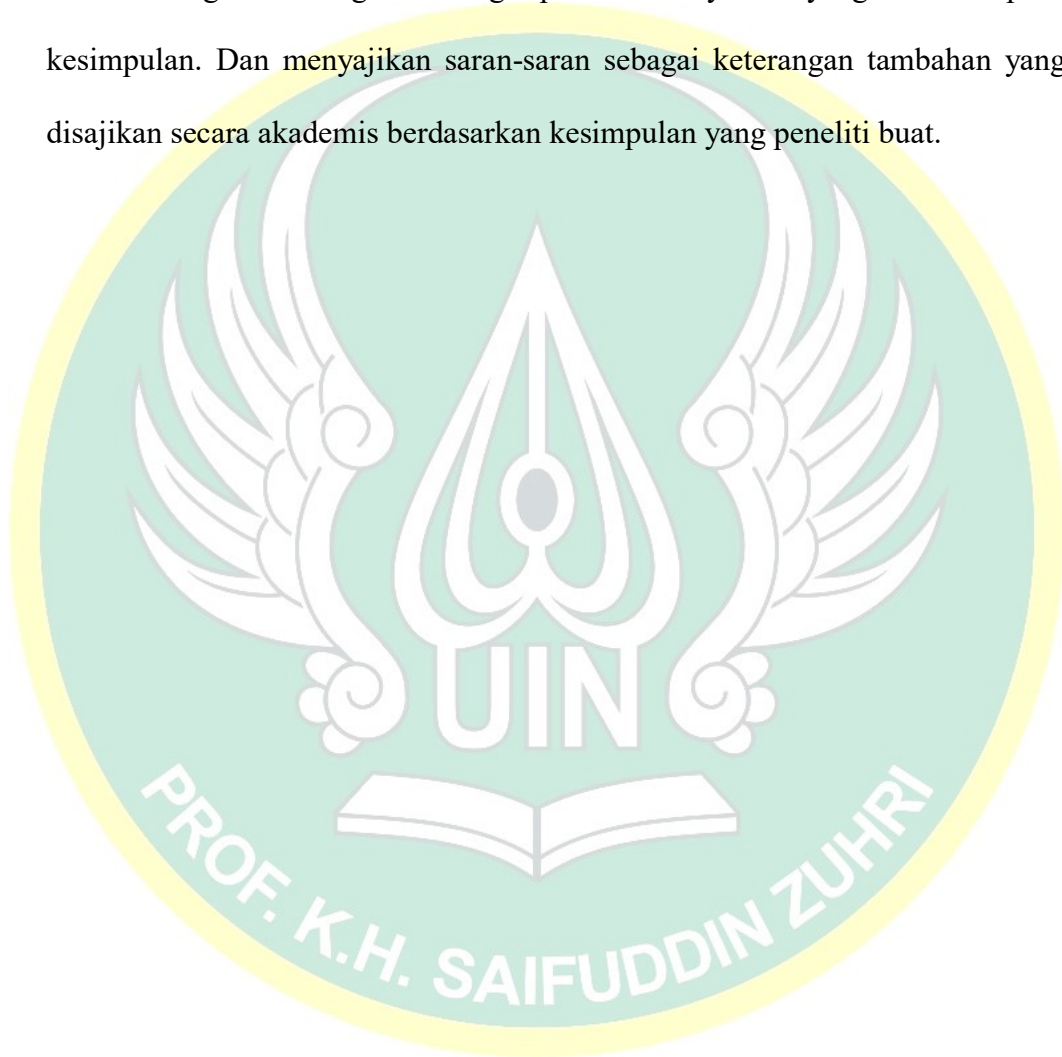 kesimpulan. Dan menyajikan saran-saran sebagai keterangan tambahan yang
disajikan secara akademis berdasarkan kesimpulan yang peneliti buat.
UIN
PROF. K.H. SAIFUDDIN ZUHRI